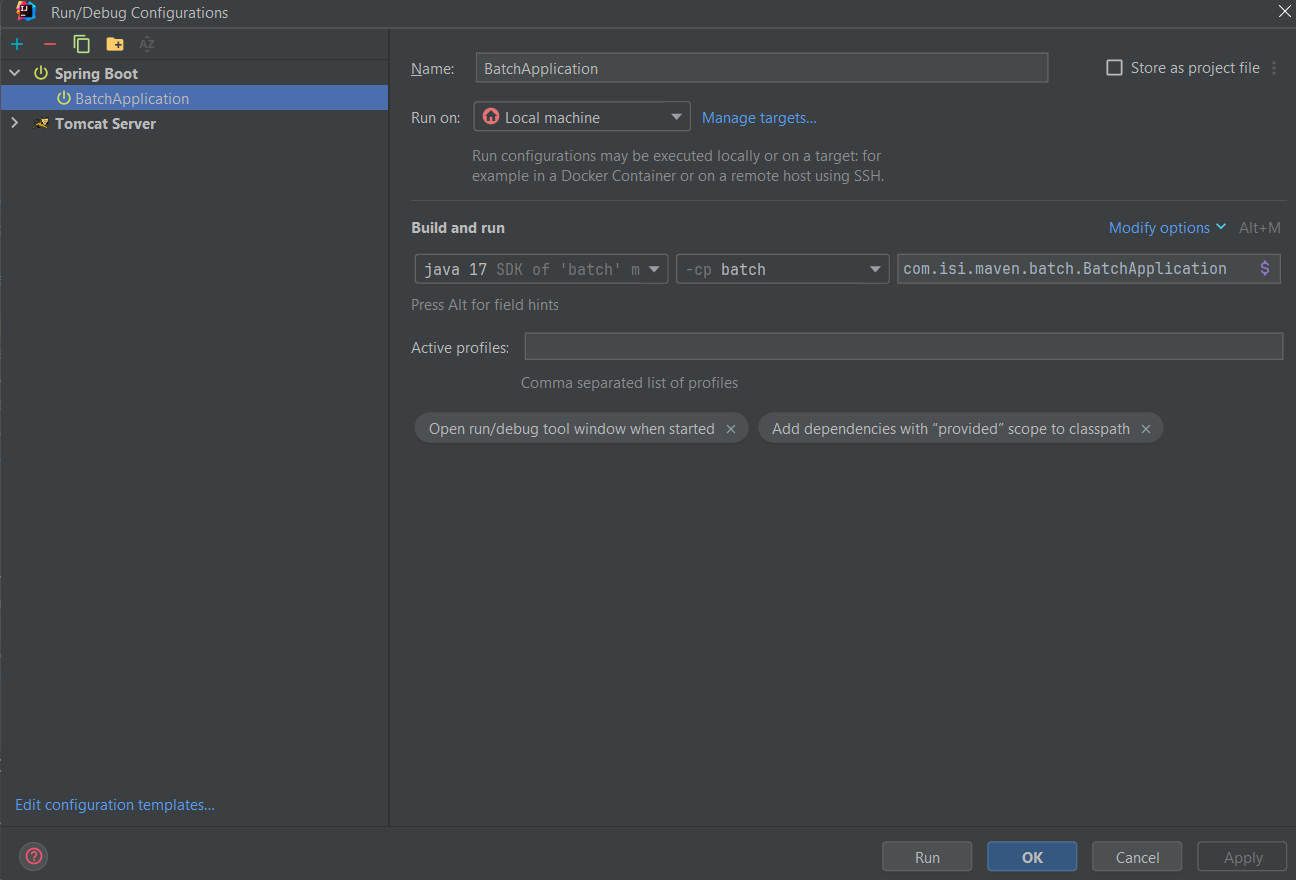 Run/Debug Configurations
Spring Boot
BatchApplication
Tomcat Server
Edit configuration templates...
Name: BatchApplication
Store as project file
Run on: Local machine Manage targets...
Run configurations may be executed locally or on a target: for
example in a Docker Container or on a remote host using SSH.
Build and run
Modify options Alt+M
java 17 SDK of 'batch' m
-cp batch
com.isi.maven.batch.BatchApplication $
Press Alt for field hints
Active profiles:
Comma separated list of profiles
Open run/debug tool window when started ×
Add dependencies with “provided” scope to classpath ×
?
Run
OK
Cancel
Apply